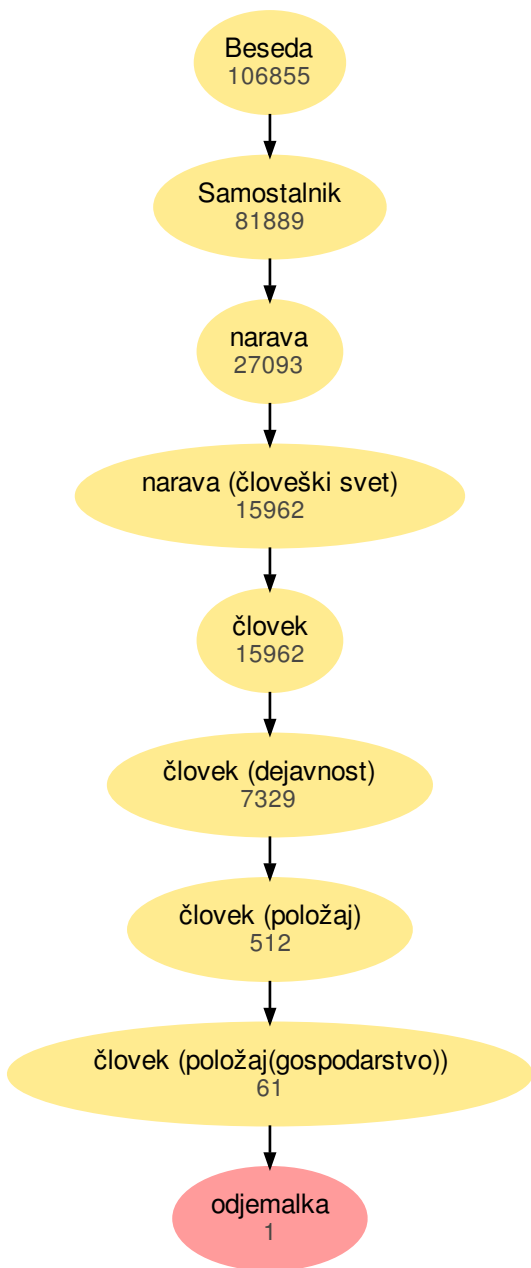 Beseda
106855
Samostalnik
81889
narava
27093
narava (človeški svet)
15962
človek
15962
človek (dejavnost)
7329
človek (položaj)
512
človek (položaj(gospodarstvo))
61
odjemalka
1